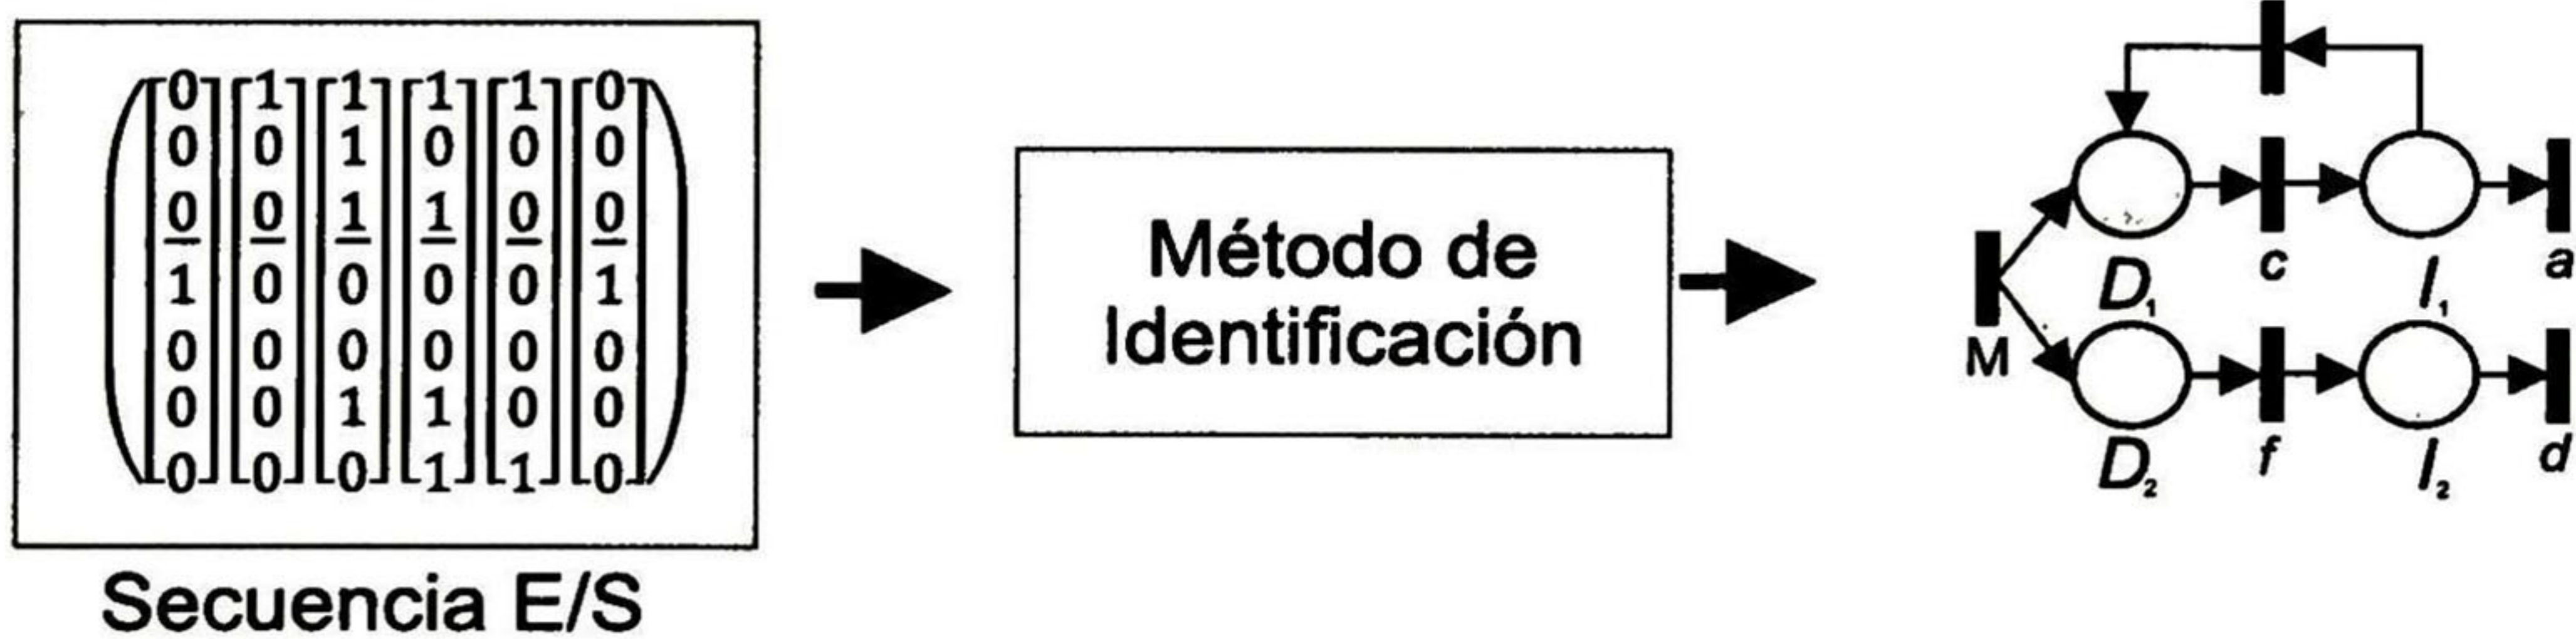 0 1 1 1 1 0
0 0 1 0 0 0
0 0 1 1 0 0
1 0 0 0 0 1
0 0 0 0 0 0
0 0 1 1 0 0
0 0 0 1 1 0
Secuencia E/S
Método de
Identificación
M
D₁
c
I₁
a
D₂
f
I₂
d